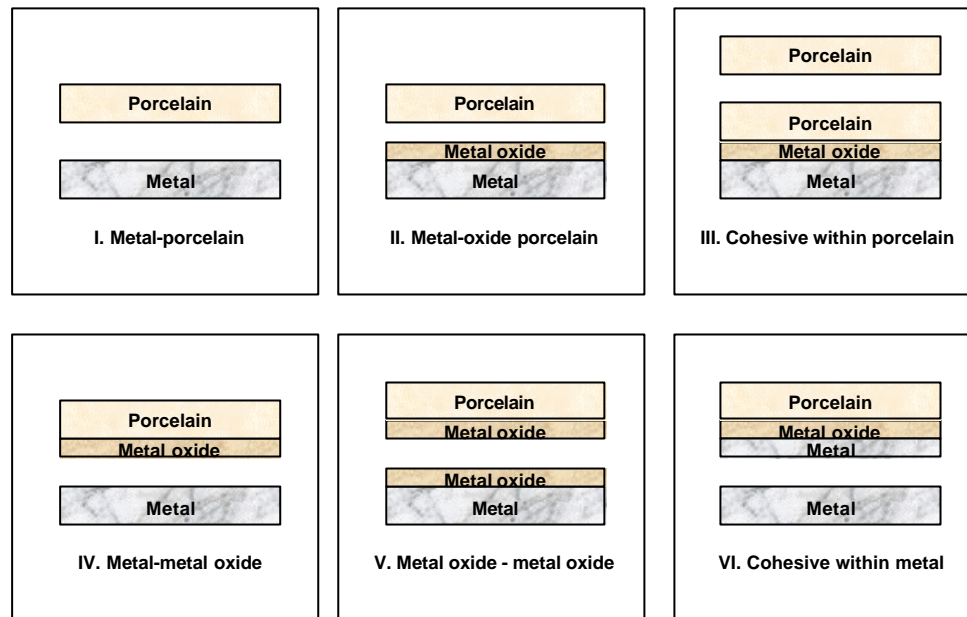 Porcelain
Metal
I. Metal-porcelain
Porcelain
Metal oxide
Metal
II. Metal-oxide porcelain
Porcelain
Porcelain
Metal oxide
Metal
III. Cohesive within porcelain
Porcelain
Metal oxide
Metal
IV. Metal-metal oxide
Porcelain
Metal oxide
Metal oxide
Metal
V. Metal oxide - metal oxide
Porcelain
Metal oxide
Metal
Metal
VI. Cohesive within metal